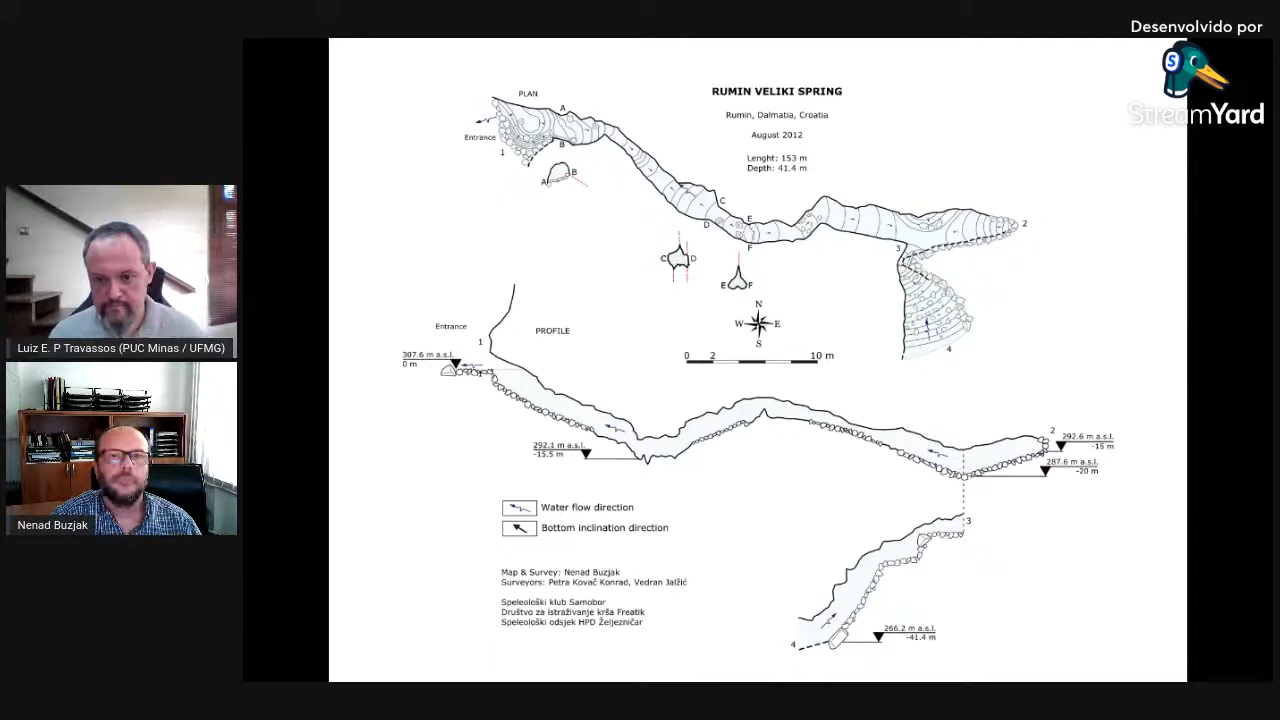 Desenvolvido por
S
StreamYard
PLAN
A
Entrance
1
B
A
B
RUMIN VELIKI SPRING
Rumin, Dalmatia, Croatia
August 2012
Lenght: 153 m
Depth: 41.4 m
C
D
E
F
C
D
E
F
2
3
4
N
W
E
S
0
2
10 m
PROFILE
Entrance
1
307.6 m a.s.l.
0 m
292.1 m a.s.l.
-15.5 m
2
292.6 m a.s.l.
-15 m
287.6 m a.s.l.
-20 m
3
4
266.2 m a.s.l.
-41.4 m
Water flow direction
Bottom inclination direction
Map & Survey: Nenad Buzjak
Surveyors: Petra Kovač Konrad, Vedran Jalžić
Speleološki klub Samobor
Društvo za istraživanje krša Freatik
Speleološki odsjek HPD Željezničar
Luiz E. P Travassos (PUC Minas / UFMG)
Nenad Buzjak